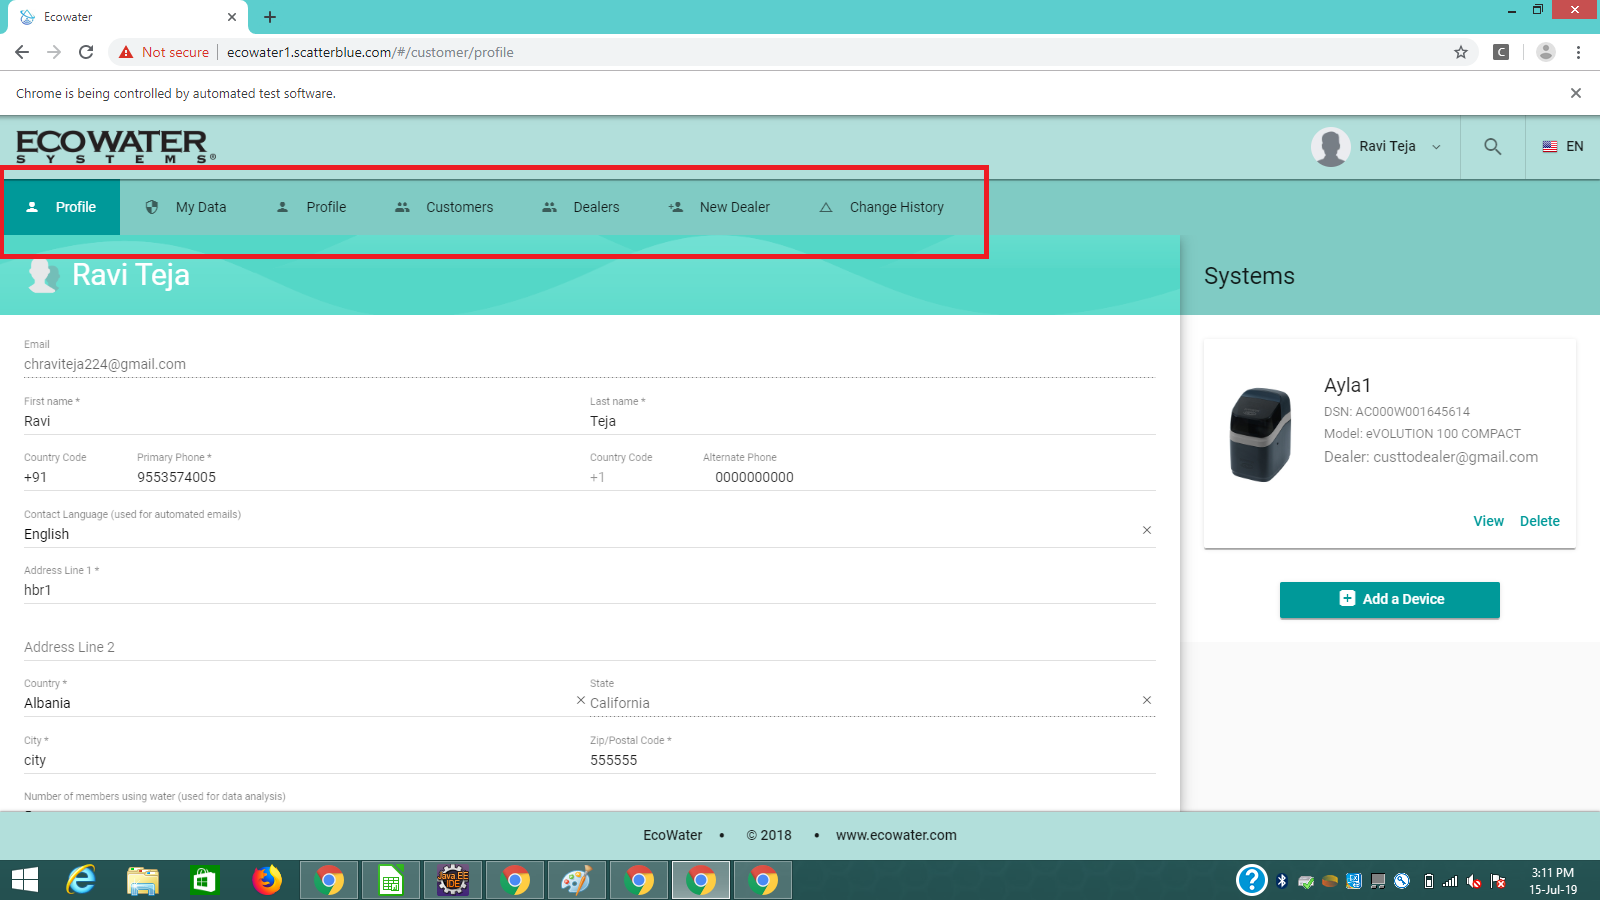 Ecowater
Not secure ecowater1.scatterblue.com/#/customer/profile
C
Chrome is being controlled by automated test software.
ECOWATER
SYSTEMS®
Ravi Teja
EN
Profile My Data Profile Customers Dealers New Dealer Change History
Ravi Teja
Systems
Email
chraviteja224@gmail.com
First name * Last name *
Ravi Teja
Country Code Primary Phone * Country Code Alternate Phone
+91 9553574005 +1 0000000000
Contact Language (used for automated emails)
English
Address Line 1 *
hbr1
Address Line 2
Country * State
Albania California
City * Zip/Postal Code *
city 555555
Number of members using water (used for data analysis)
Ayla1
DSN: AC000W001645614
Model: eVOLUTION 100 COMPACT
Dealer: custtodealer@gmail.com
View Delete
Add a Device
EcoWater • © 2018 • www.ecowater.com
Java EE
IDE
3:11 PM
15-Jul-19